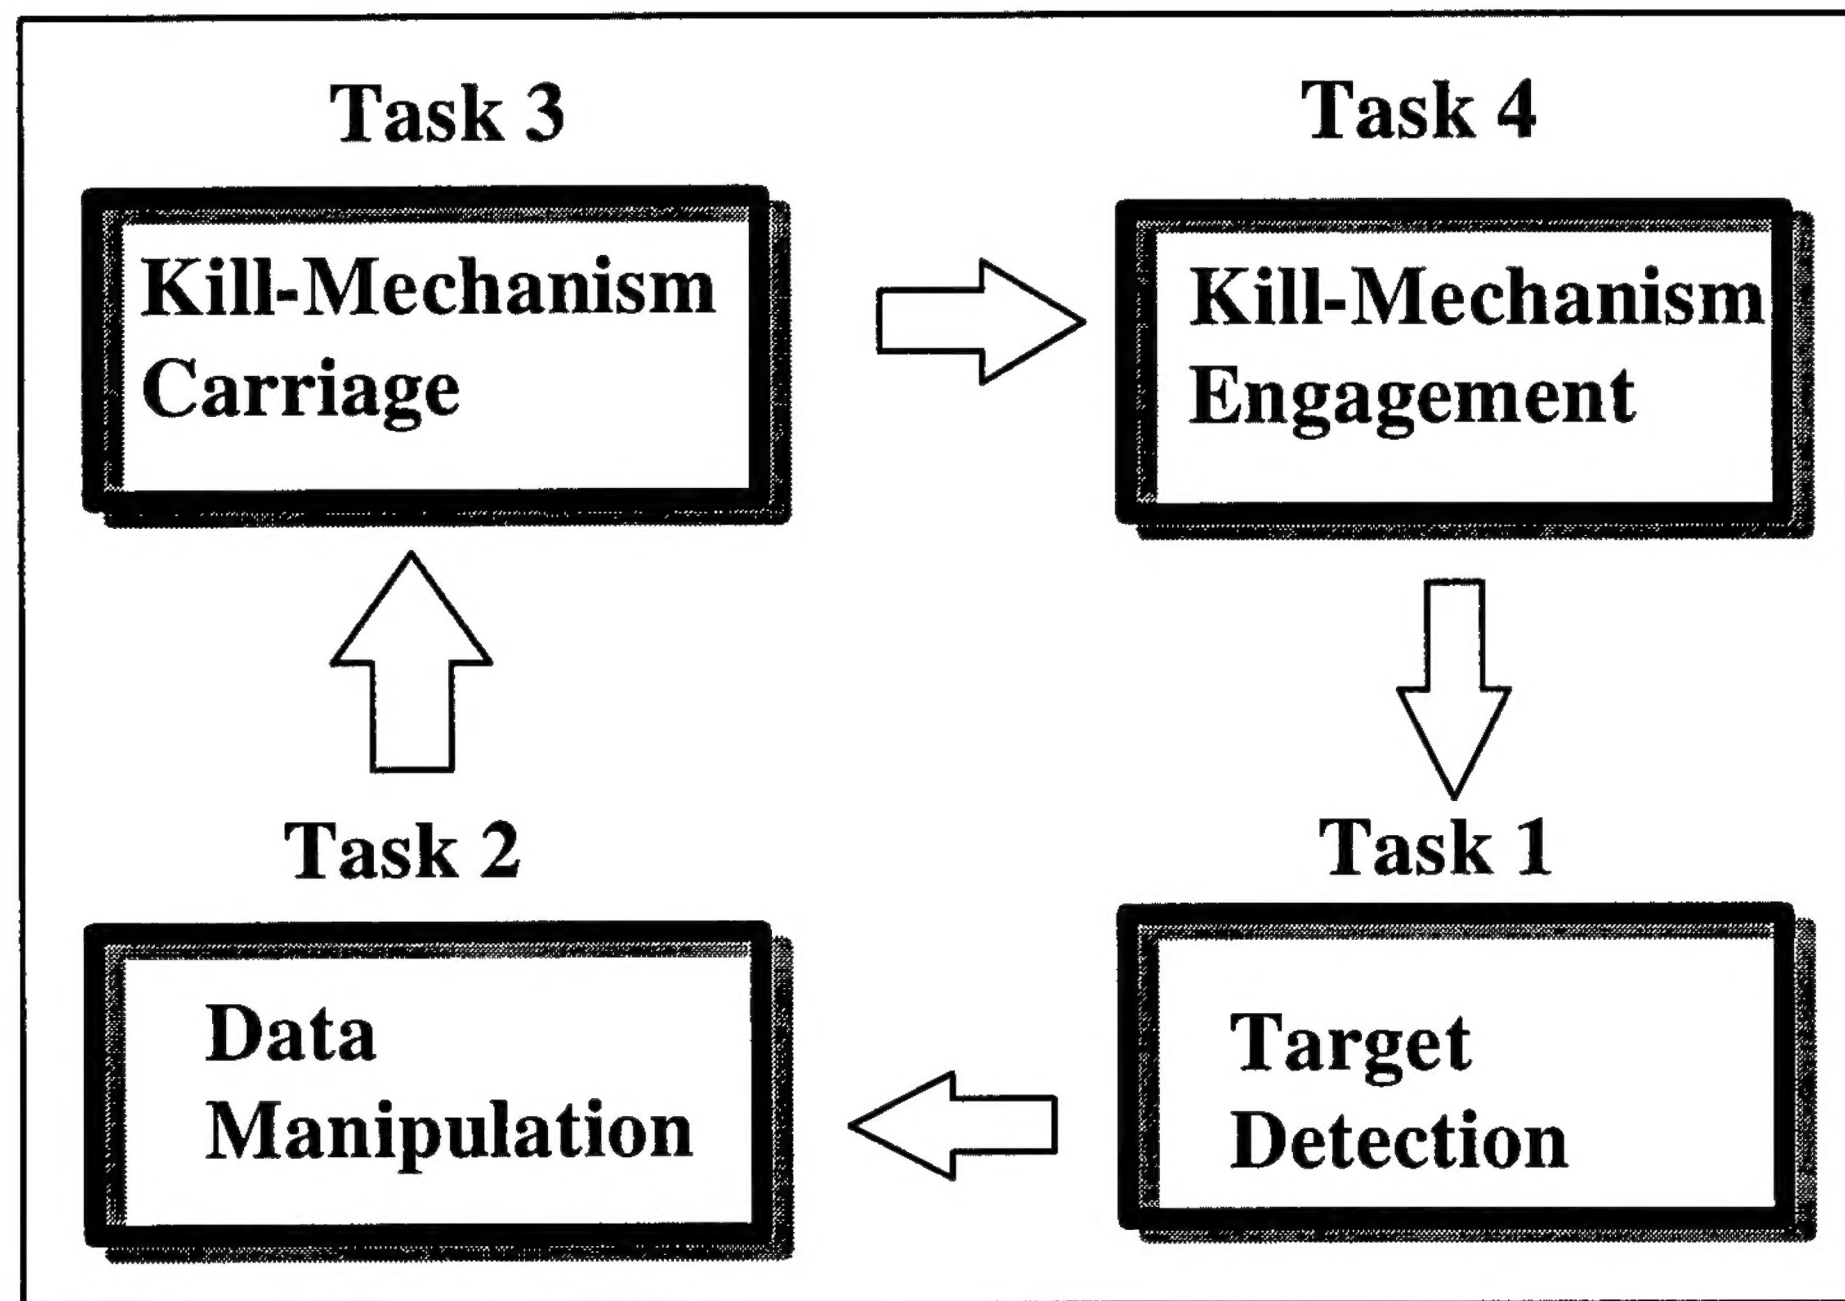 Task 3
Kill-Mechanism
Carriage
Task 4
Kill-Mechanism
Engagement
Task 2
Data
Manipulation
Task 1
Target
Detection